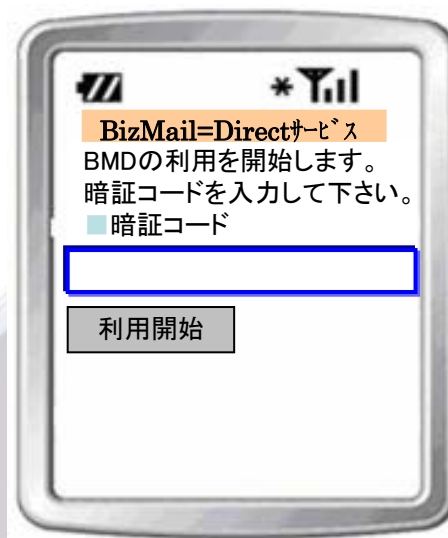 BizMail=Directｻｰﾋﾞｽ
BMDの利用を開始します。
暗証コードを入力して下さい。
■暗証コード
利用開始